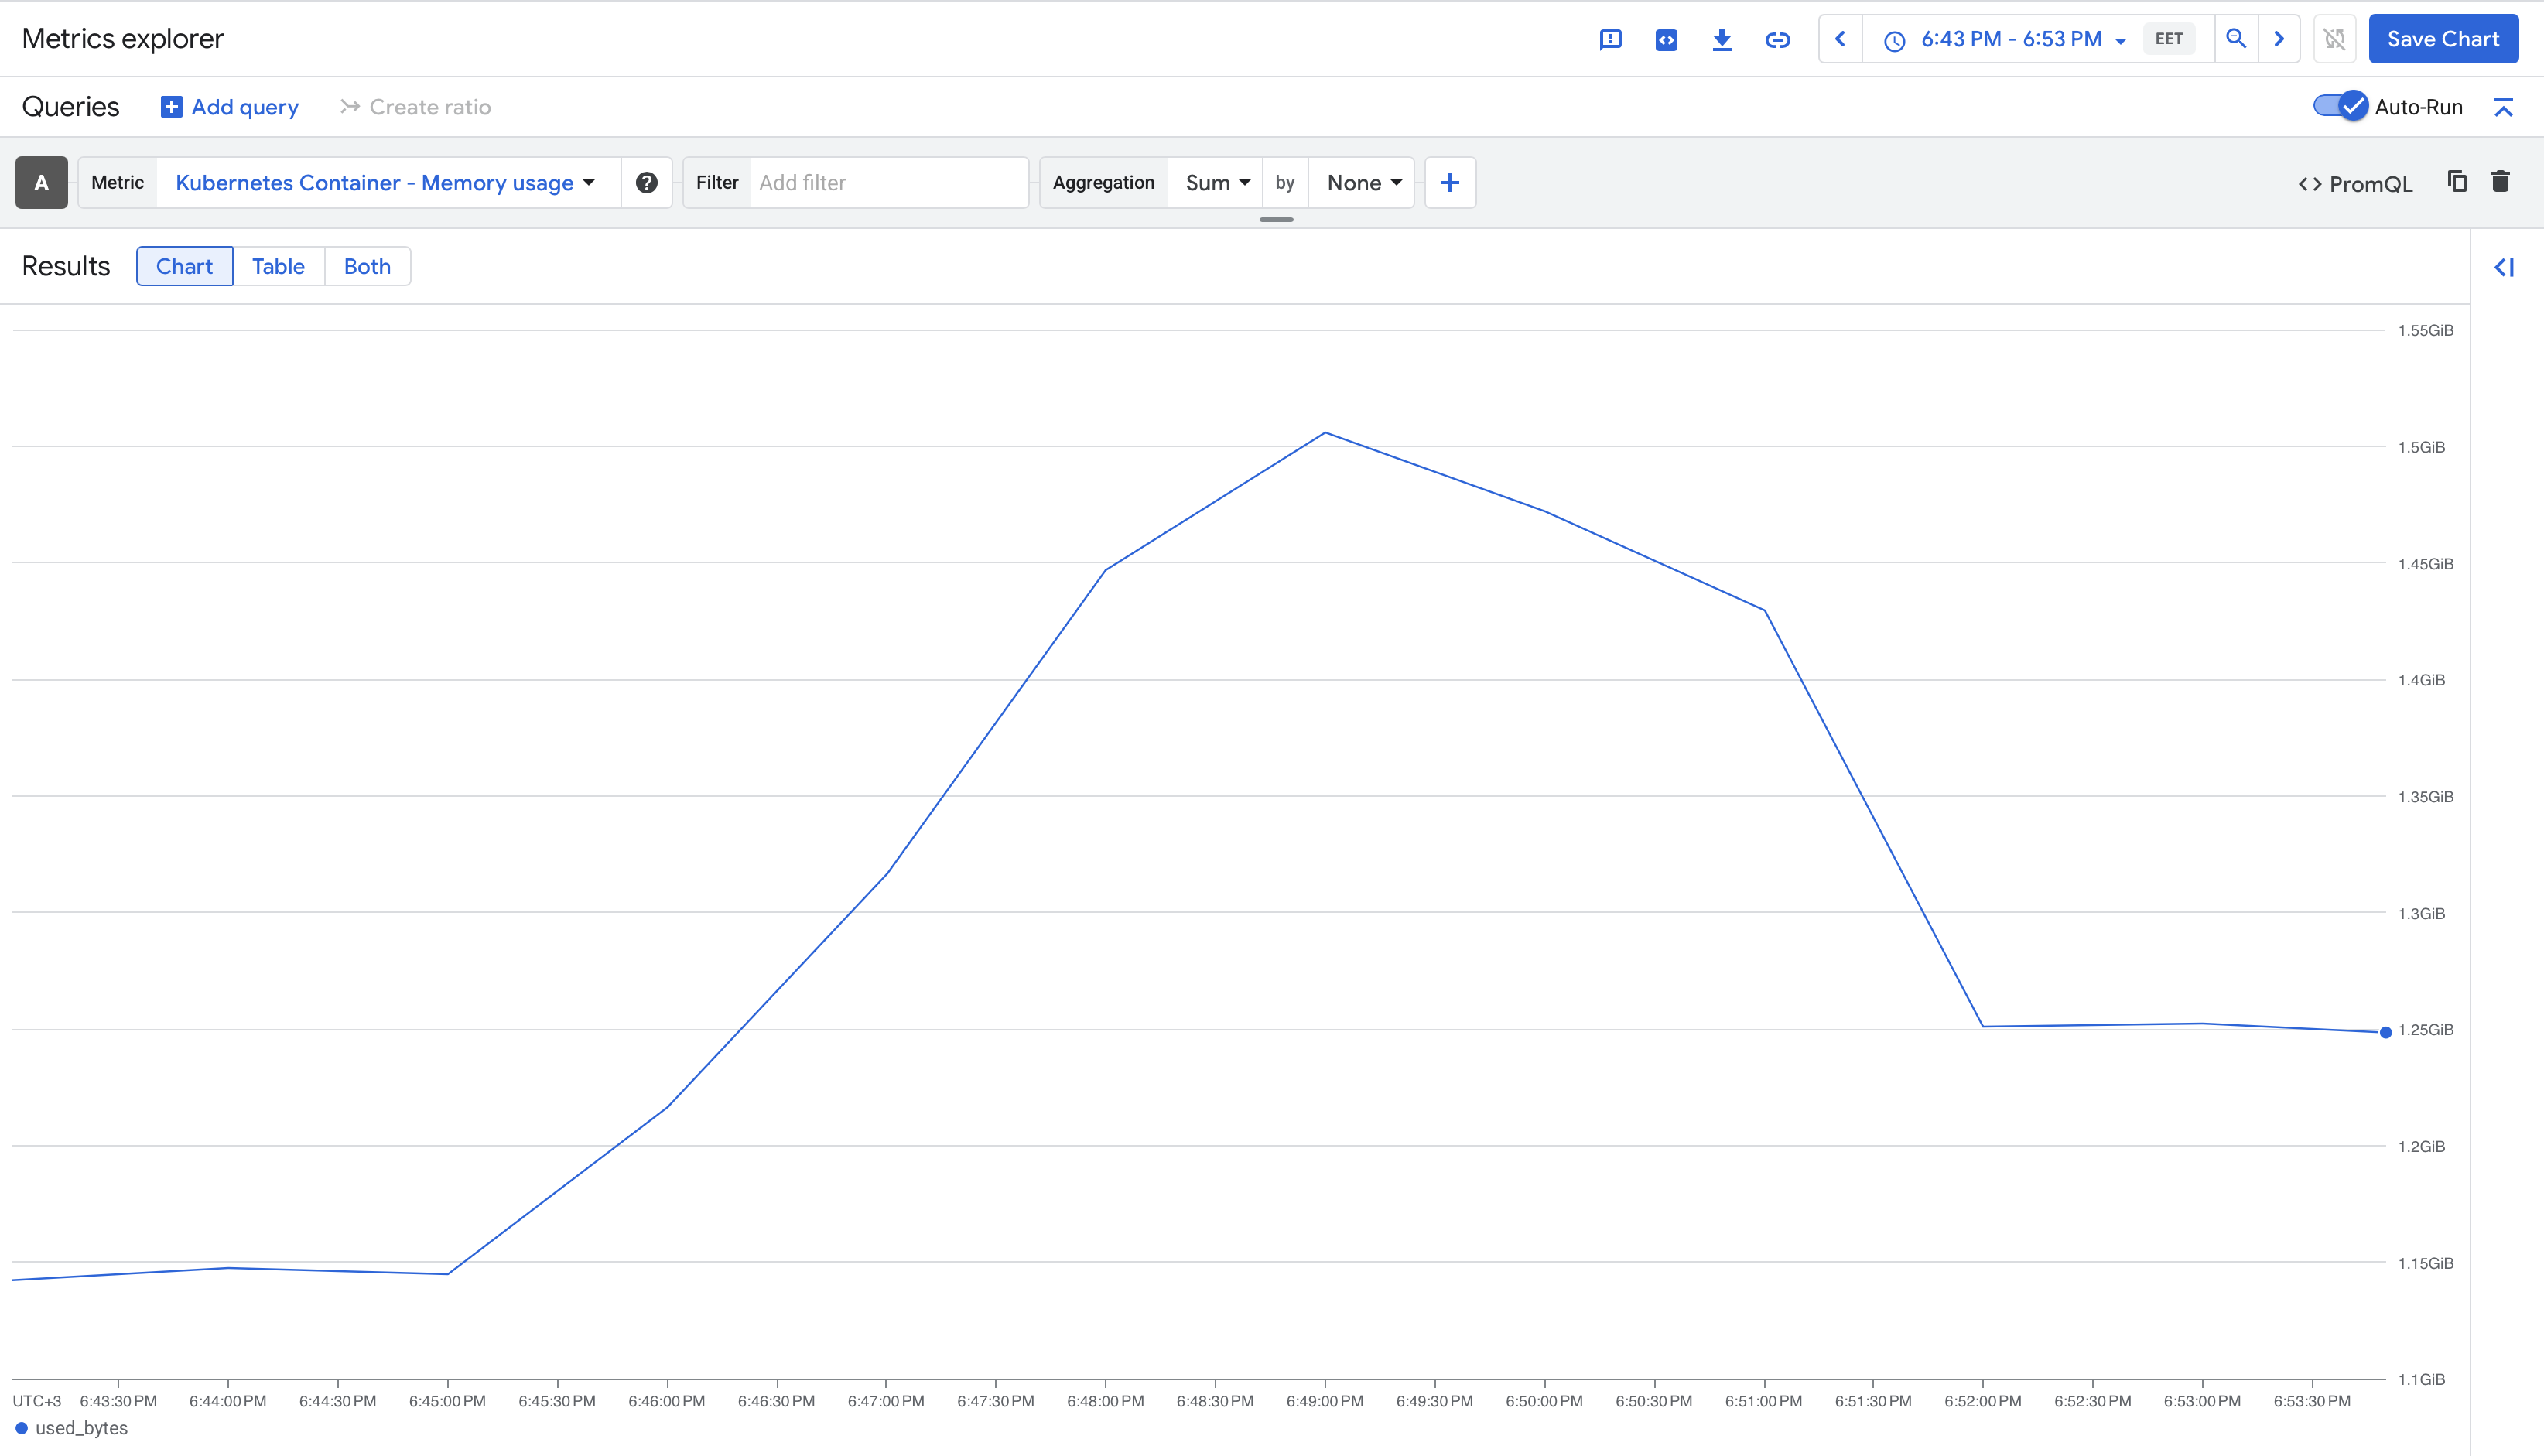 Metrics explorer
6:43 PM - 6:53 PM EET Save Chart
Queries Add query Create ratio Auto-Run
A Metric Kubernetes Container - Memory usage Filter Add filter Aggregation Sum by None PromQL
Results Chart Table Both
1.55GiB
1.5GiB
1.45GiB
1.4GiB
1.35GiB
1.3GiB
1.25GiB
1.2GiB
1.15GiB
1.1GiB
UTC+3 6:43:30 PM 6:44:00 PM 6:44:30 PM 6:45:00 PM 6:45:30 PM 6:46:00 PM 6:46:30 PM 6:47:00 PM 6:47:30 PM 6:48:00 PM 6:48:30 PM 6:49:00 PM 6:49:30 PM 6:50:00 PM 6:50:30 PM 6:51:00 PM 6:51:30 PM 6:52:00 PM 6:52:30 PM 6:53:00 PM 6:53:30 PM
used_bytes